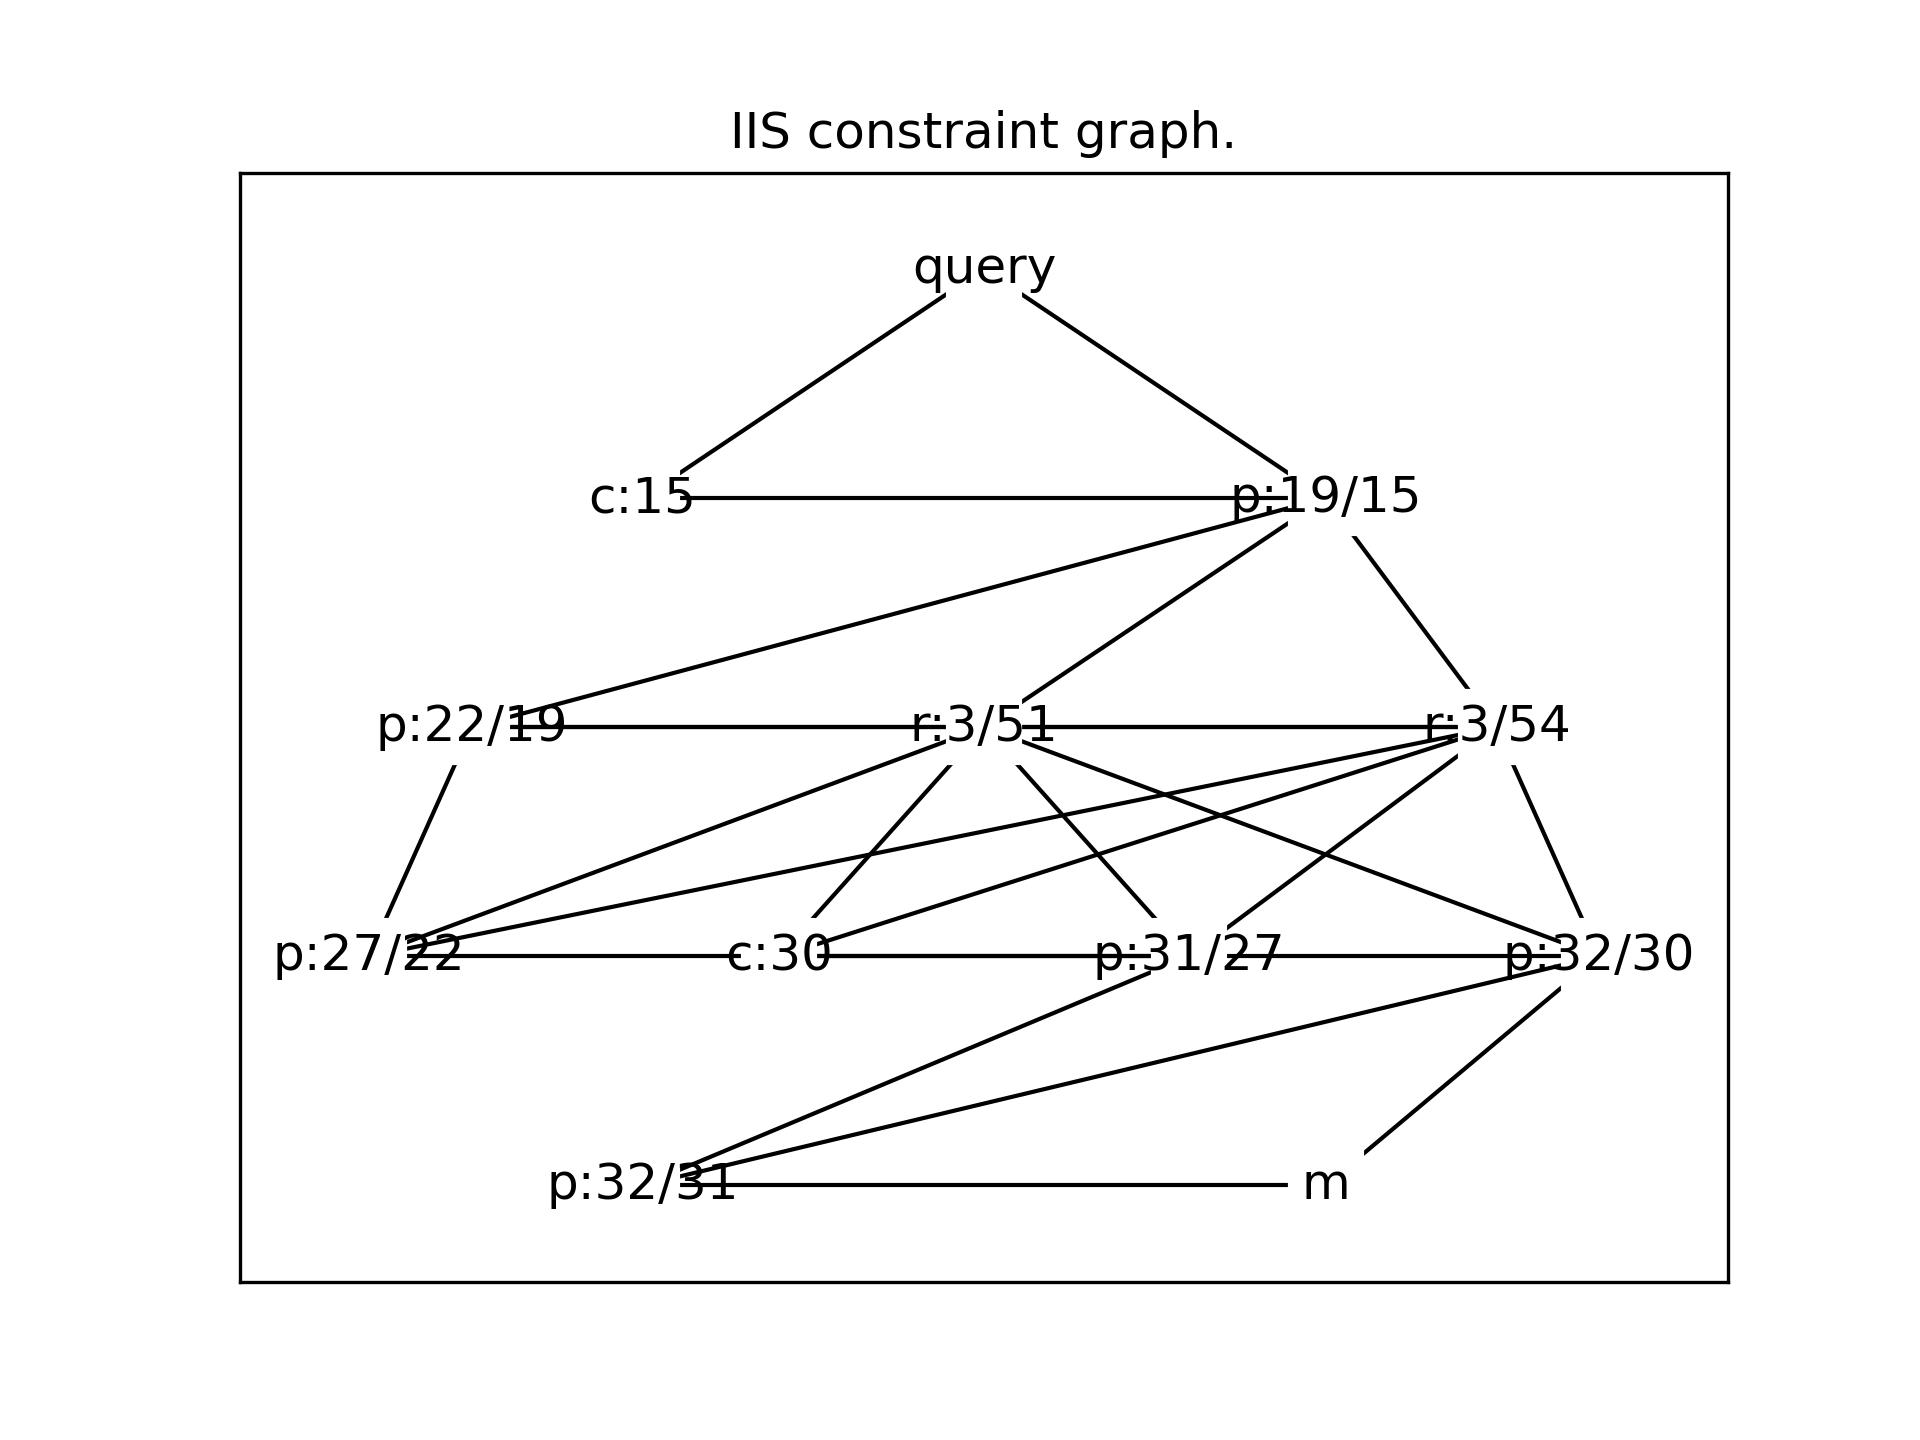 IIS constraint graph.
query
c:15 p:19/15
p:22/19 r:3/51 r:3/54
p:27/22 c:30 p:31/27 p:32/30
p:32/31 m